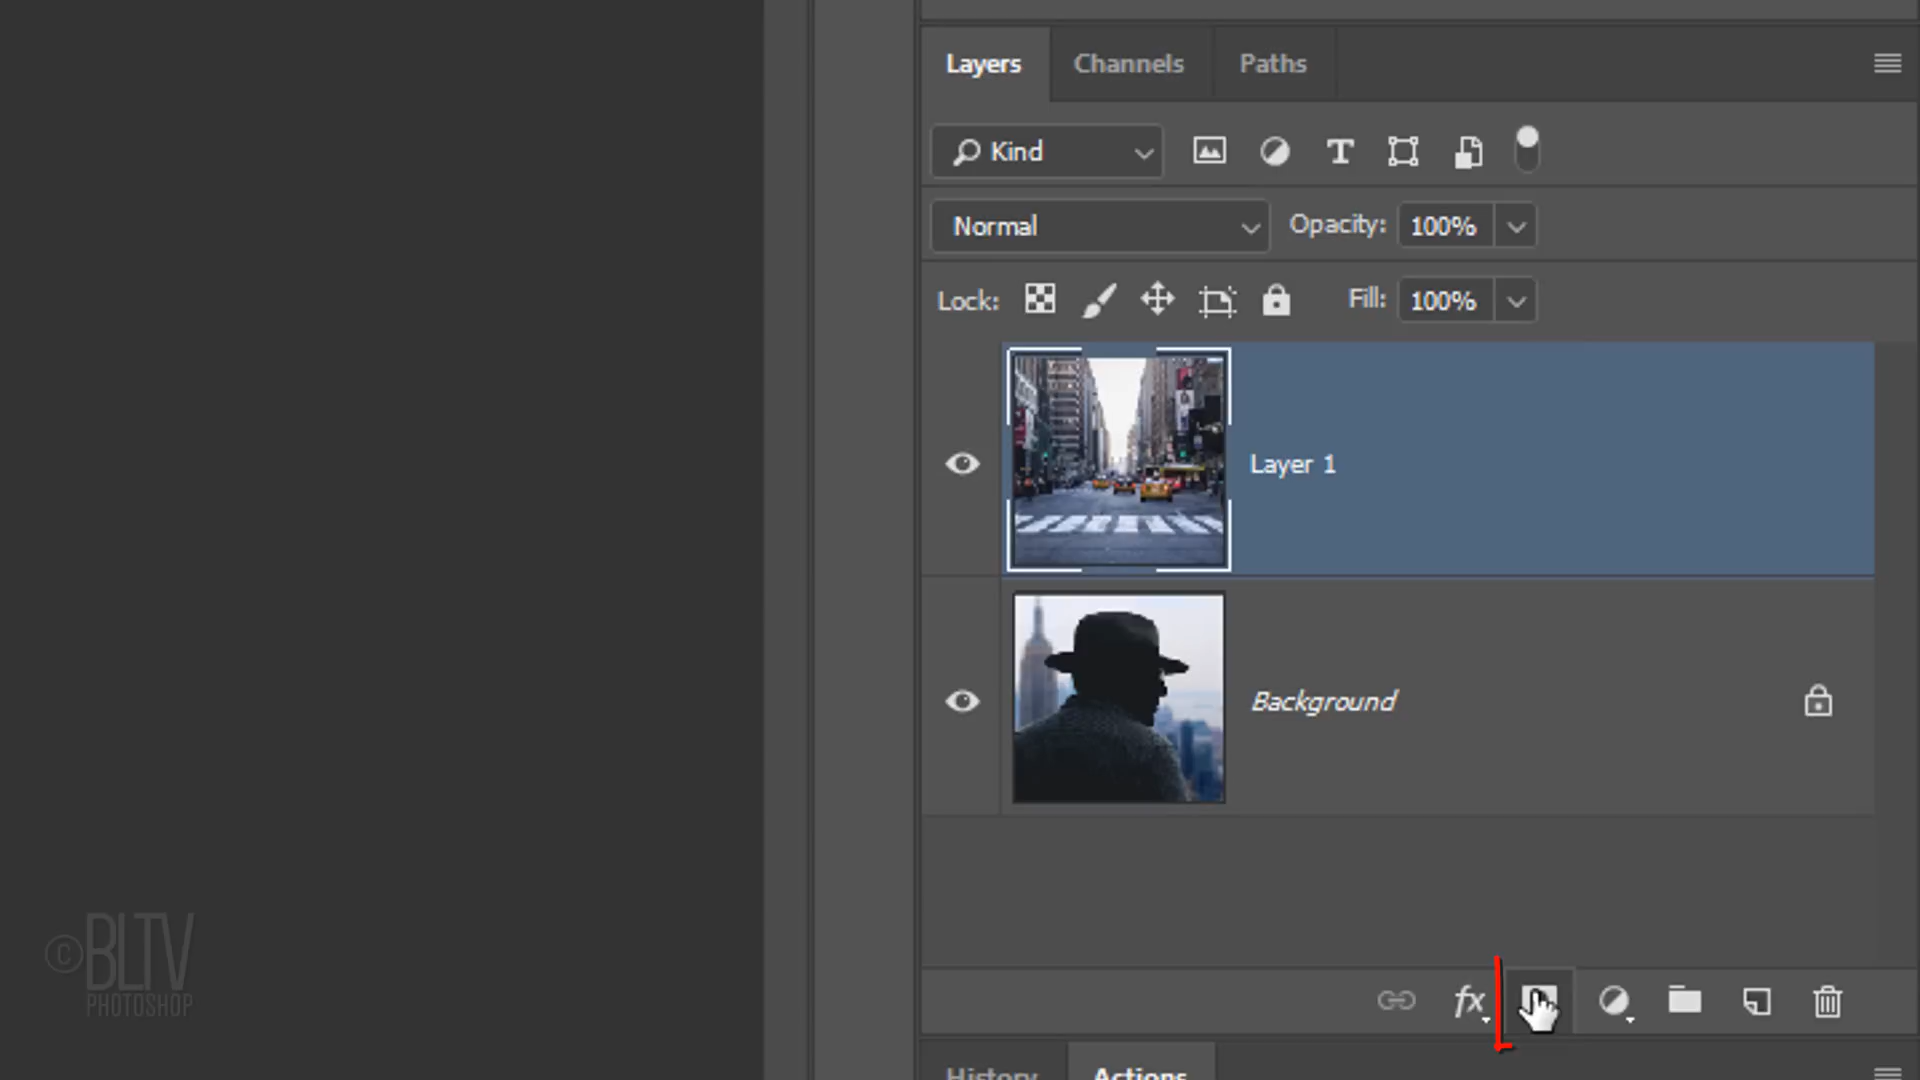 Layers Channels Paths
Kind
Normal Opacity: 100%
Lock: Fill: 100%
Layer 1
Background
fx
© BLTV
PHOTOSHOP
History Actions